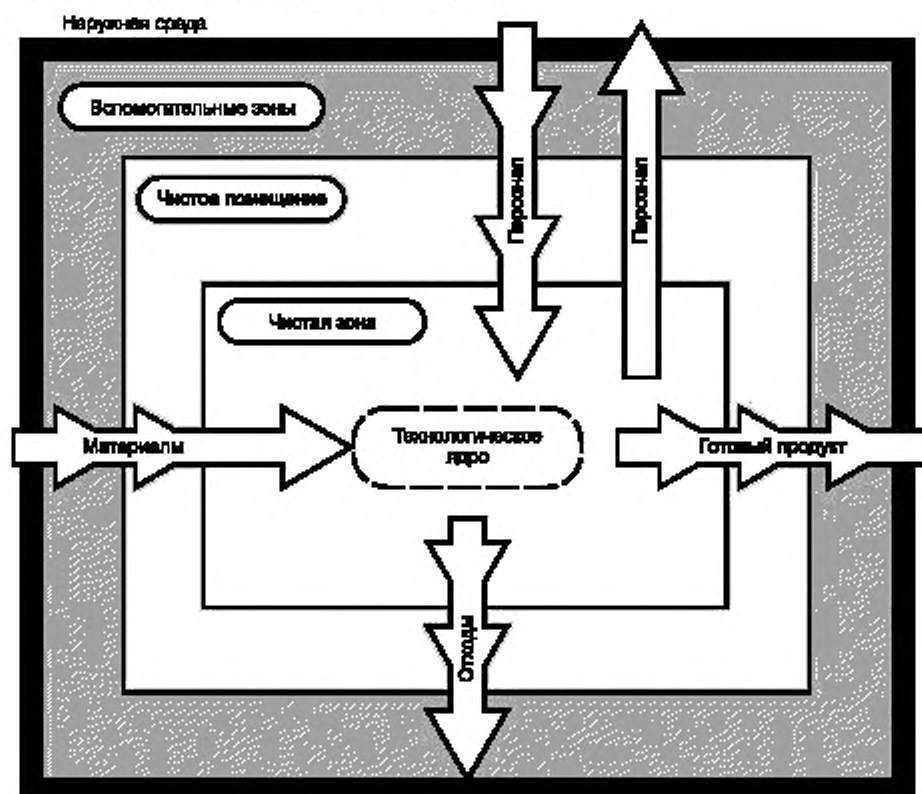 Наружная среда
Вспомогательные зоны
Чистое помещение
Чистая зона
Персонал
Персонал
Материалы
Технологическое
ядро
Готовый продукт
Отходы